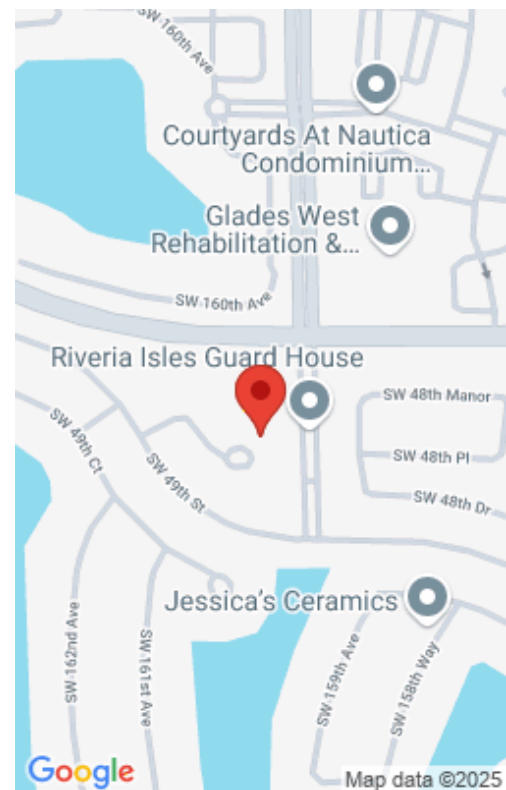 SW 160th Ave
Courtyards At Nautica
Condominium...
Glades West
Rehabilitation &...
SW 160th Ave
Riveria Isles Guard House
SW 48th Manor
SW 49th Ct
SW 48th Pl
SW 49th St
SW 48th Dr
Jessica's Ceramics
SW 162nd Ave
SW 161st Ave
SW 159th Ave
SW 158th Way
Google
Map data ©2025